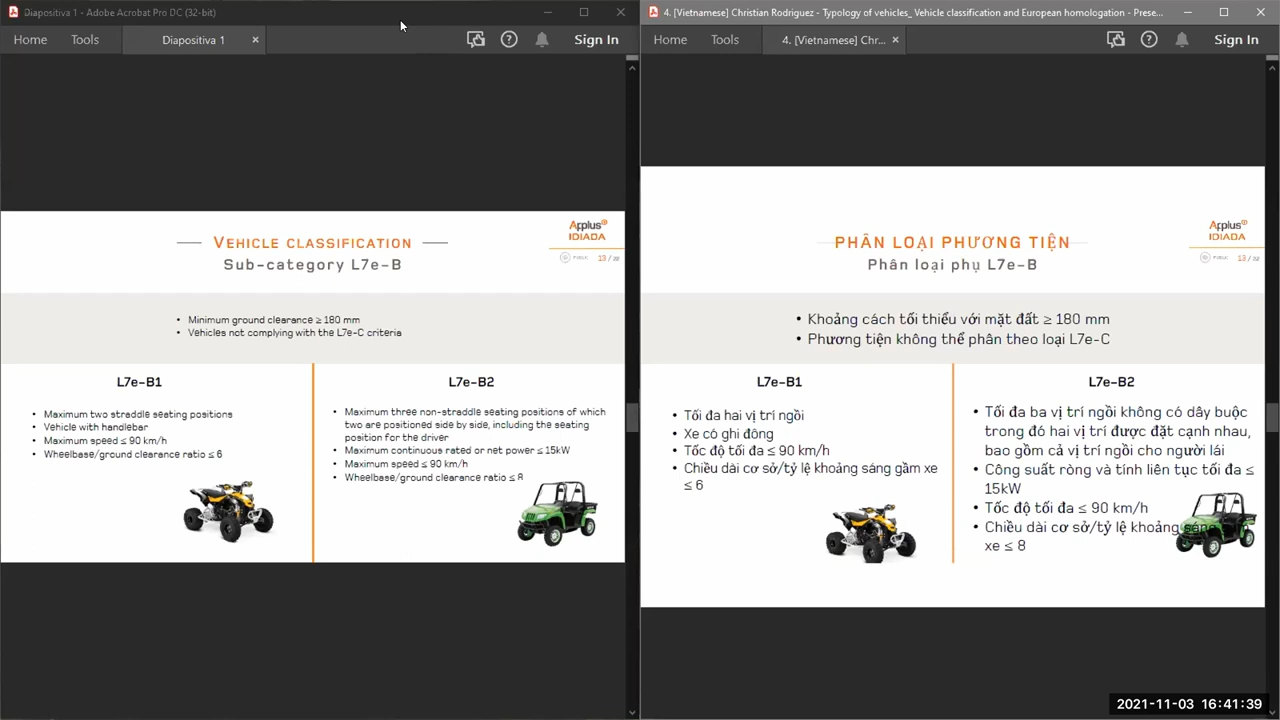 Diapositiva 1 - Adobe Acrobat Pro DC (32-bit)
Home Tools Diapositiva 1 Sign In
Applus
IDIADA
13 / 22
VEHICLE CLASSIFICATION
Sub-category L7e-B
• Minimum ground clearance ≥ 180 mm
• Vehicles not complying with the L7e-C criteria
L7e-B1
• Maximum two straddle seating positions
• Vehicle with handlebar
• Maximum speed ≤ 90 km/h
• Wheelbase/ground clearance ratio ≤ 6
L7e-B2
• Maximum three non-straddle seating positions of which
two are positioned side by side, including the seating
position for the driver
• Maximum continuous rated or net power ≤ 15kW
• Maximum speed ≤ 90 km/h
• Wheelbase/ground clearance ratio ≤ 8
4. [Vietnamese] Christian Rodriguez - Typology of vehicles_ Vehicle classification and European homologation - Prese...
Home Tools 4. [Vietnamese] Chr... Sign In
Applus
IDIADA
13 / 22
PHÂN LOẠI PHƯƠNG TIỆN
Phân loại phụ L7e-B
• Khoảng cách tối thiểu với mặt đất ≥ 180 mm
• Phương tiện không thể phân theo loại L7e-C
L7e-B1
• Tối đa hai vị trí ngồi
• Xe có ghi đông
• Tốc độ tối đa ≤ 90 km/h
• Chiều dài cơ sở/tỷ lệ khoảng sáng gầm xe
≤ 6
L7e-B2
• Tối đa ba vị trí ngồi không có dây buộc
trong đó hai vị trí được đặt cạnh nhau,
bao gồm cả vị trí ngồi cho người lái
• Công suất ròng và tính liên tục tối đa ≤
15kW
• Tốc độ tối đa ≤ 90 km/h
• Chiều dài cơ sở/tỷ lệ khoảng sáng
xe ≤ 8
2021-11-03 16:41:39